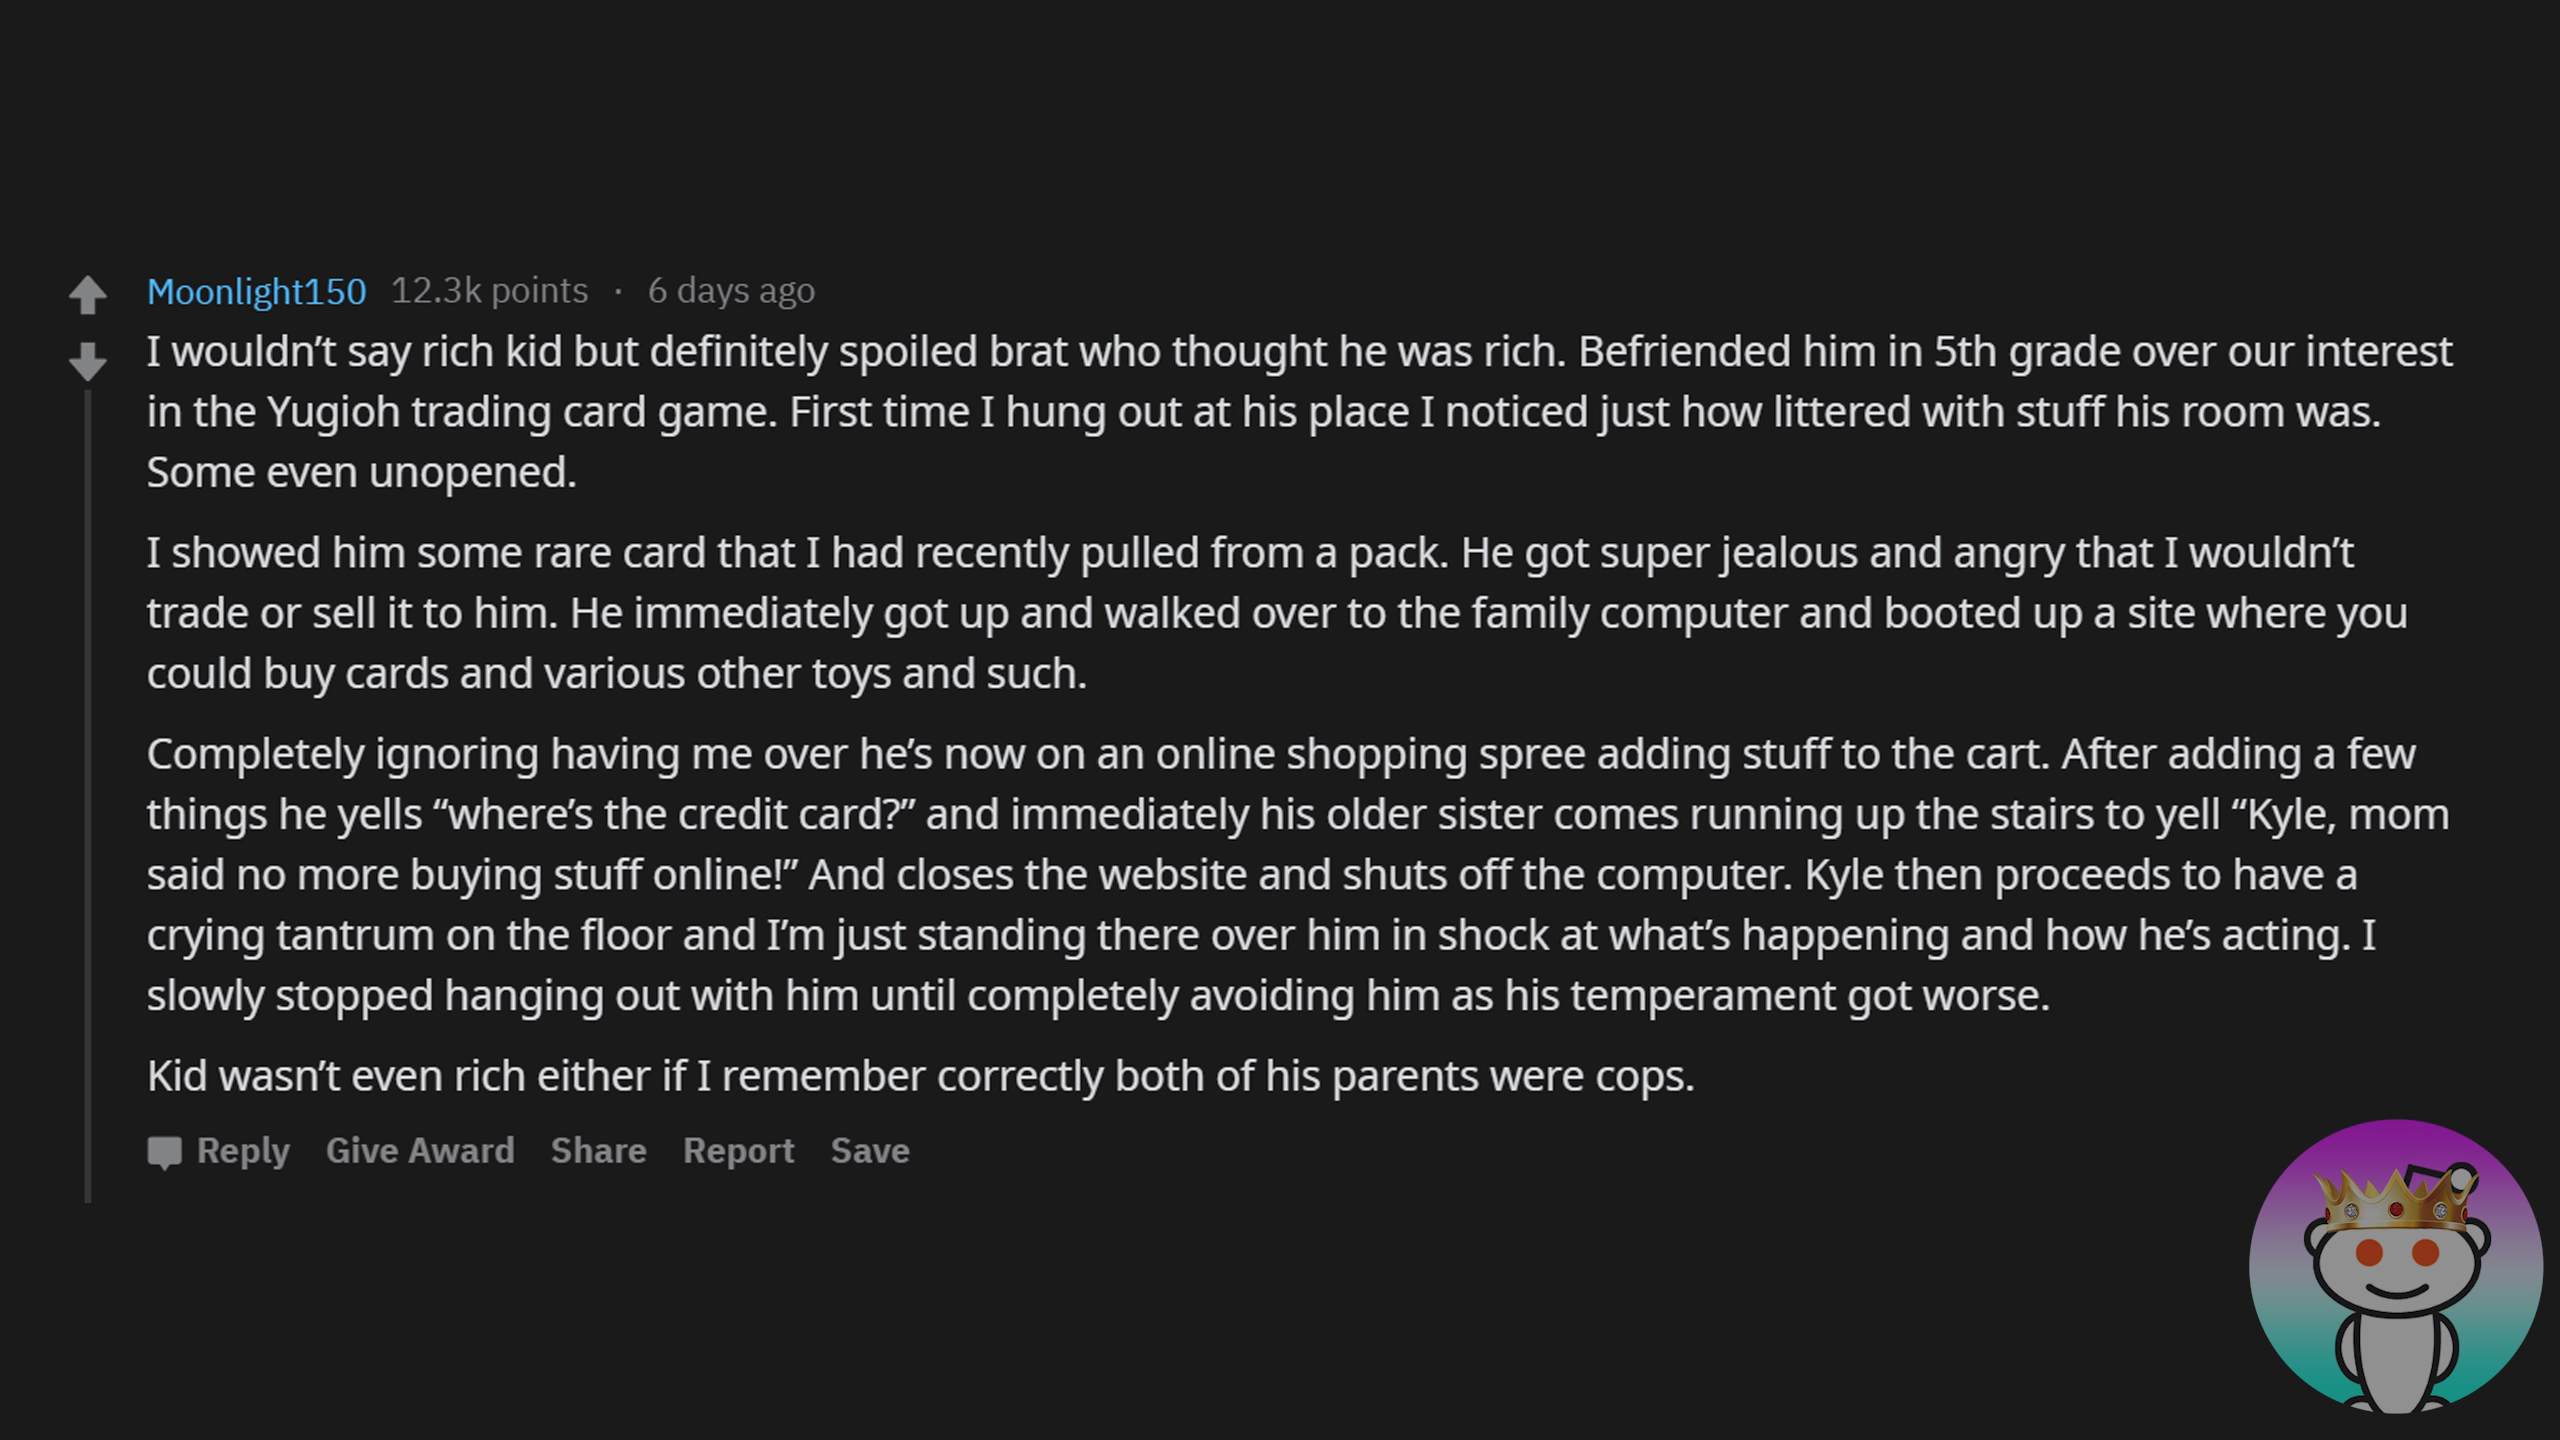 Moonlight150 12.3k points · 6 days ago
I wouldn’t say rich kid but definitely spoiled brat who thought he was rich. Befriended him in 5th grade over our interest
in the Yugioh trading card game. First time I hung out at his place I noticed just how littered with stuff his room was.
Some even unopened.
I showed him some rare card that I had recently pulled from a pack. He got super jealous and angry that I wouldn’t
trade or sell it to him. He immediately got up and walked over to the family computer and booted up a site where you
could buy cards and various other toys and such.
Completely ignoring having me over he’s now on an online shopping spree adding stuff to the cart. After adding a few
things he yells “where’s the credit card?” and immediately his older sister comes running up the stairs to yell “Kyle, mom
said no more buying stuff online!” And closes the website and shuts off the computer. Kyle then proceeds to have a
crying tantrum on the floor and I’m just standing there over him in shock at what’s happening and how he’s acting. I
slowly stopped hanging out with him until completely avoiding him as his temperament got worse.
Kid wasn’t even rich either if I remember correctly both of his parents were cops.
Reply Give Award Share Report Save